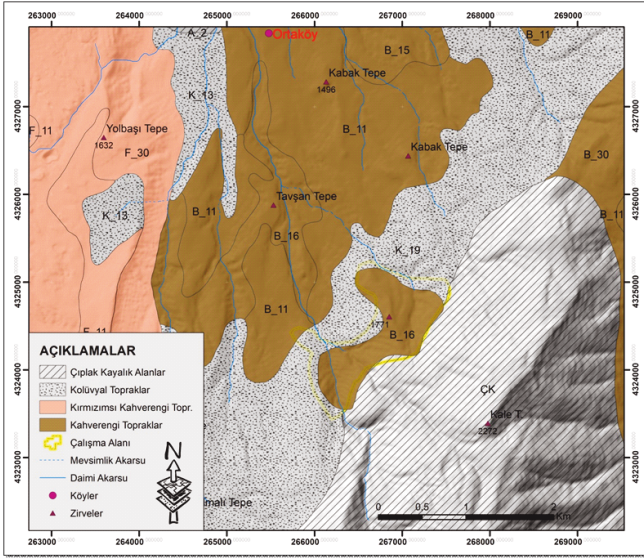 263000 264000 265000 266000 267000 268000 269000
A_2
Ortaköy
B_15
B_11
Kabak Tepe
1496
K_13
4327000
4327000
F_11
Yolbaşı Tepe
1632
F_30
B_11
Kabak Tepe
B_30
4326000
4326000
K_13
B_11
Tavşan Tepe
B_11
B_16
K_19
4325000
4325000
B_11
1771
B_16
F_11
AÇIKLAMALAR
Çıplak Kayalık Alanlar
Kolüvyal Topraklar
Kırmızımsı Kahverengi Topr.
Kahverengi Topraklar
Çalışma Alanı
Mevsimlik Akarsu
Daimi Akarsu
Köyler
Zirveler
N
4324000
4324000
ÇK
Kale T.
2272
4323000
4323000
malı Tepe
0 0,5 1 2
Km
263000 264000 265000 266000 267000 268000 269000